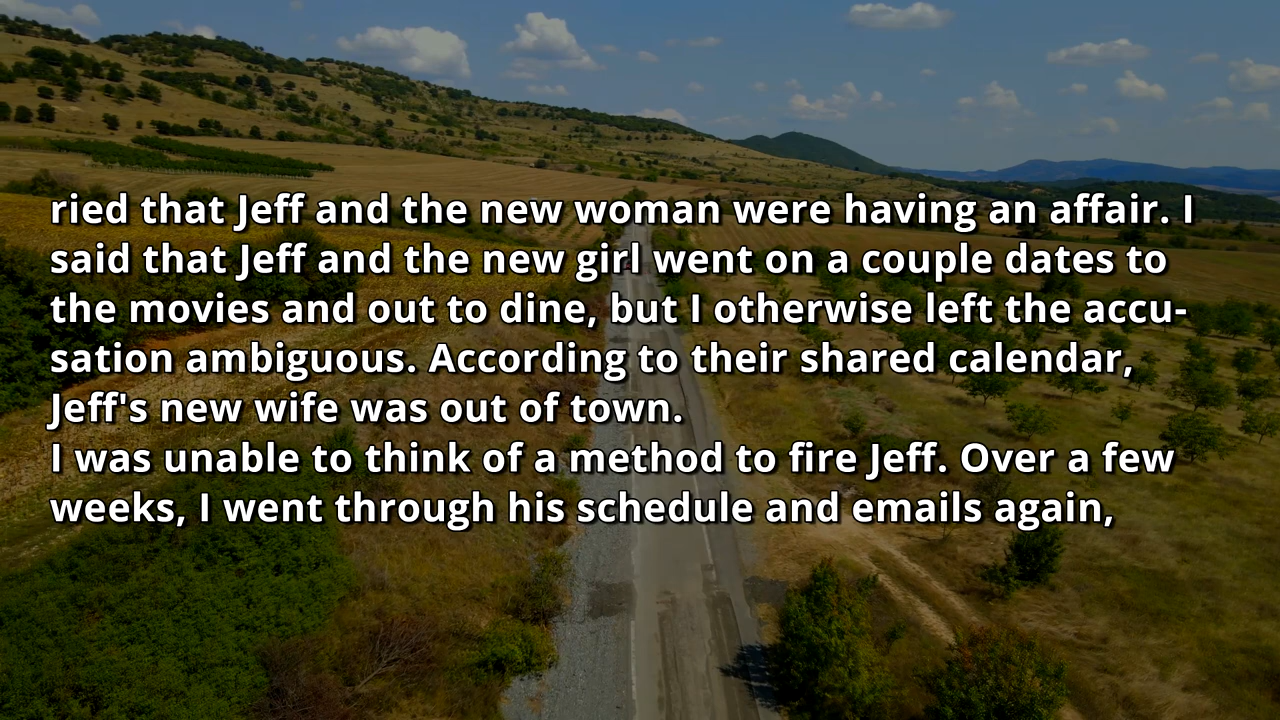 ried that Jeff and the new woman were having an affair. I
said that Jeff and the new girl went on a couple dates to
the movies and out to dine, but I otherwise left the accu-
sation ambiguous. According to their shared calendar,
Jeff's new wife was out of town.
I was unable to think of a method to fire Jeff. Over a few
weeks, I went through his schedule and emails again,